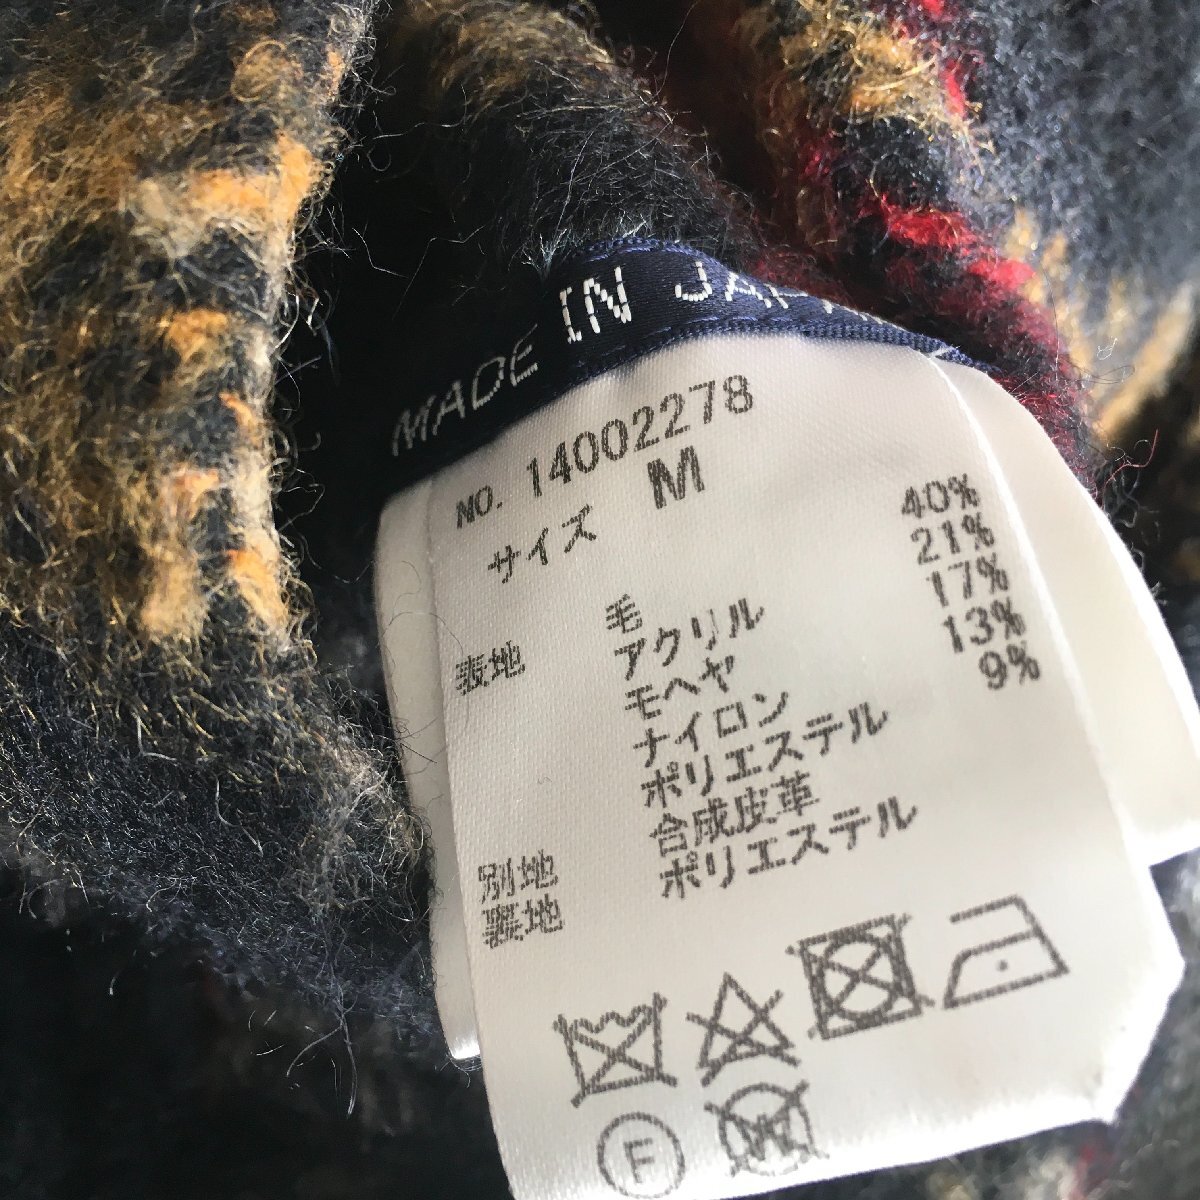 MADE IN JAPAN
NO. 14002278
サイズ M
表地 毛 40%
アクリル 21%
モヘヤ 17%
ナイロン 13%
ポリエステル 9%
別地 合成皮革
裏地 ポリエステル
F
W